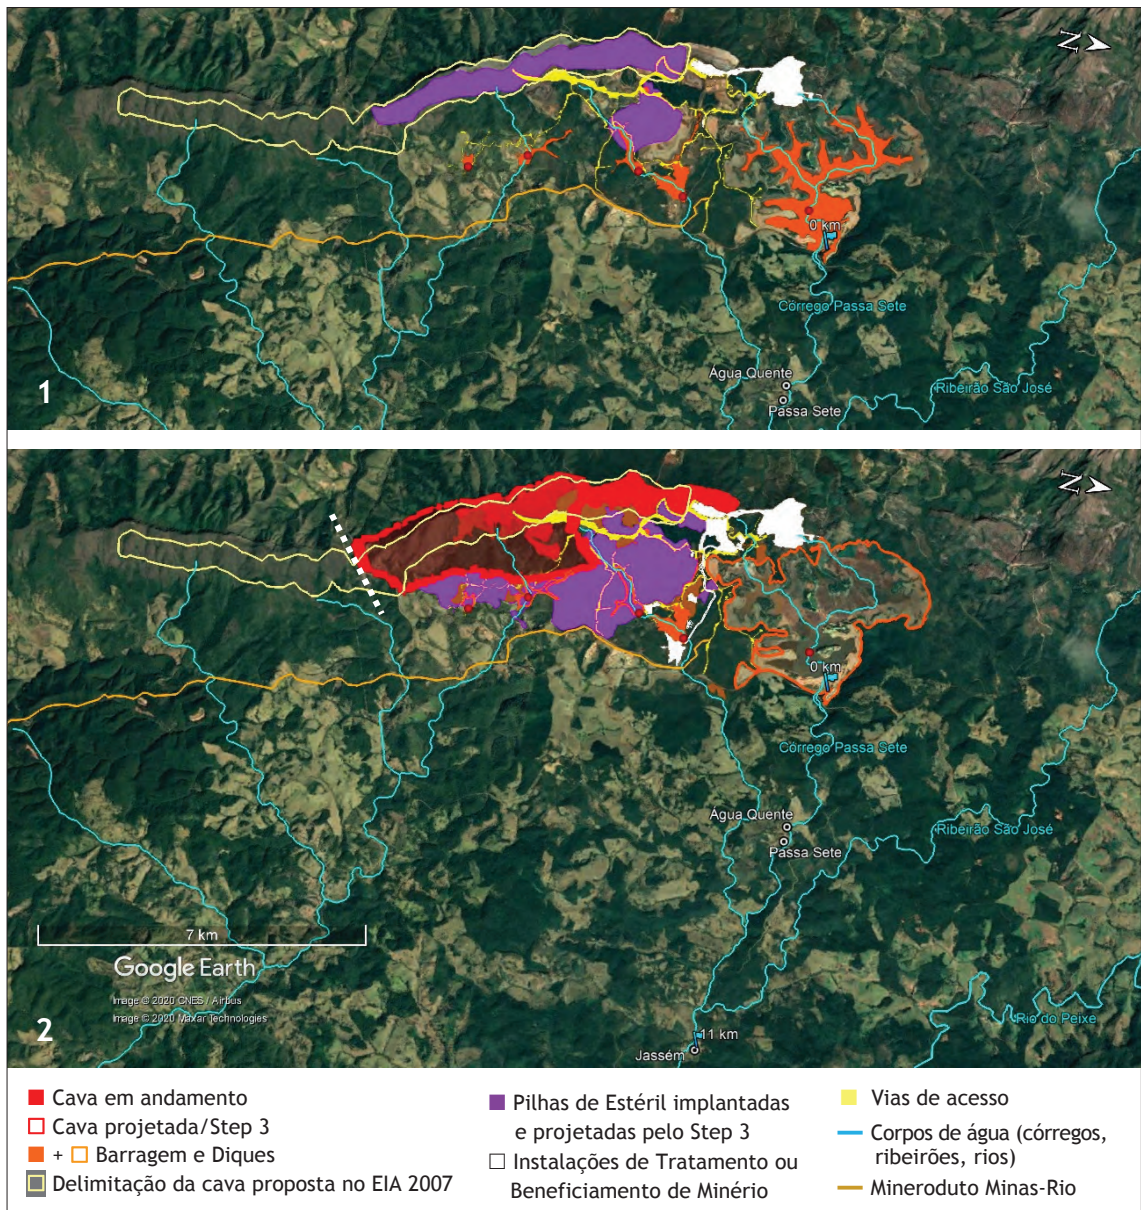 N
0 km
Córrego Passa Sete
Água Quente
Passa Sete
Ribeirão São José
1
N
0 km
Córrego Passa Sete
Água Quente
Passa Sete
Ribeirão São José
7 km
Google Earth
Image © 2020 CNES / Airbus
Image © 2020 Maxar Technologies
Rio do Peixe
11 km
Jassém
2
Cava em andamento
Cava projetada/Step 3
+ Barragem e Diques
Delimitação da cava proposta no EIA 2007
Pilhas de Estéril implantadas
e projetadas pelo Step 3
Instalações de Tratamento ou
Beneficiamento de Minério
Vias de acesso
Corpos de água (córregos,
ribeirões, rios)
Mineroduto Minas-Rio